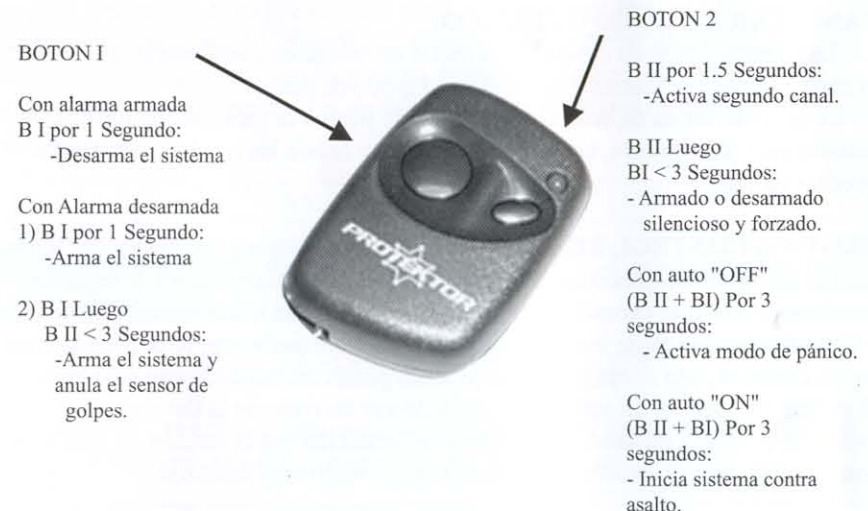 BOTON I
Con alarma armada
B I por 1 Segundo:
-Desarma el sistema
Con Alarma desarmada
1) B I por 1 Segundo:
-Arma el sistema
2) B I Luego
B II < 3 Segundos:
-Arma el sistema y
anula el sensor de
golpes.
PROTEKTOR
BOTON 2
B II por 1.5 Segundos:
-Activa segundo canal.
B II Luego
BI < 3 Segundos:
- Armado o desarmado
silencioso y forzado.
Con auto "OFF"
(B II + BI) Por 3
segundos:
- Activa modo de pánico.
Con auto "ON"
(B II + BI) Por 3
segundos:
- Inicia sistema contra
asalto.